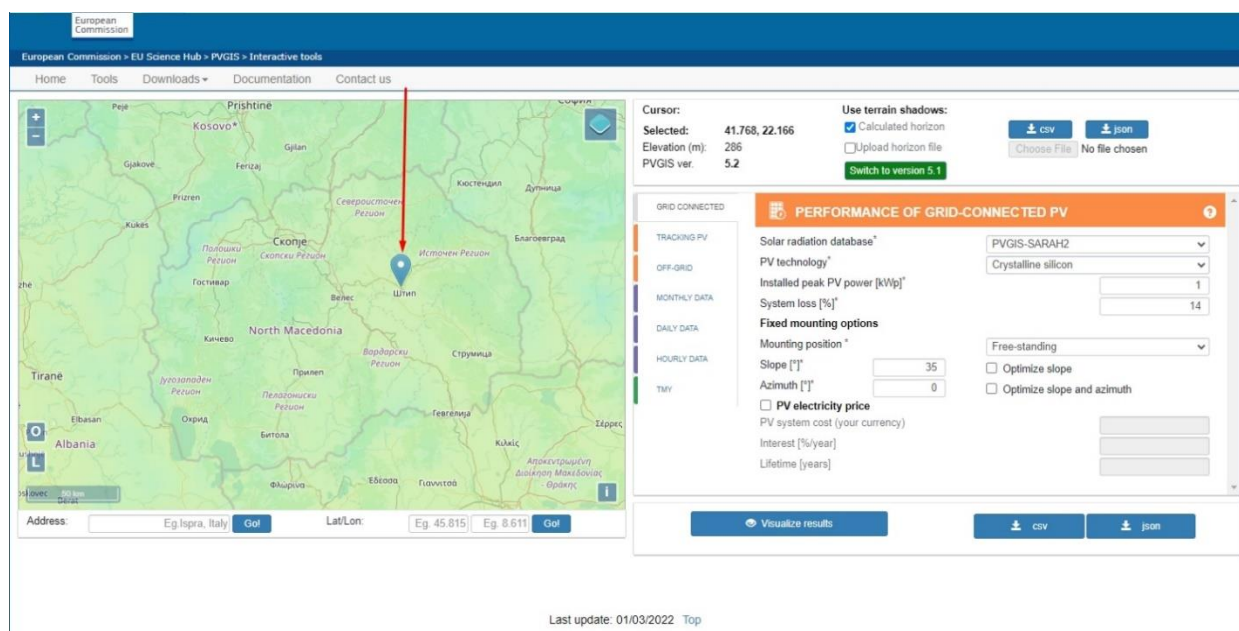 European
Commission
European Commission > EU Science Hub > PVGIS > Interactive tools
Home Tools Downloads Documentation Contact us
+
-
Pejë
Prishtinë
Kosovo*
Gjilan
Gjakovë
Ferizaj
Кюстендил
Дупница
Prizren
Североисточен
Регион
Kukës
Скопје
Благоевград
Полошки
Регион
Скопски Регион
Источен Регион
Гостивар
Велес
Штип
North Macedonia
Кичево
Вардарски
Регион
Струмица
Tiranë
Прилеп
Југозападен
Регион
Пелагониски
Регион
Гевгелија
Elbasan
Охрид
Σέρρες
O
Albania
Битола
Κιλκίς
L
Αποκεντρωμένη
Διοίκηση Μακεδονίας
- Θράκης
Φλώρινα
Έδεσσα
Γιαννιτσά
50 km
Berat
i
Address: Eg.Ispra, Italy Go! Lat/Lon: Eg. 45.815 Eg. 8.611 Go!
Cursor:
Selected: 41.768, 22.166
Elevation (m): 286
PVGIS ver. 5.2
Use terrain shadows:
Calculated horizon
Upload horizon file
Switch to version 5.1
csv json
Choose File No file chosen
GRID CONNECTED
TRACKING PV
OFF-GRID
MONTHLY DATA
DAILY DATA
HOURLY DATA
TMY
PERFORMANCE OF GRID-CONNECTED PV ?
Solar radiation database* PVGIS-SARAH2
PV technology* Crystalline silicon
Installed peak PV power [kWp]* 1
System loss [%]* 14
Fixed mounting options
Mounting position * Free-standing
Slope [°]* 35 Optimize slope
Azimuth [°]* 0 Optimize slope and azimuth
PV electricity price
PV system cost (your currency)
Interest [%/year]
Lifetime [years]
Visualize results csv json
Last update: 01/03/2022 Top